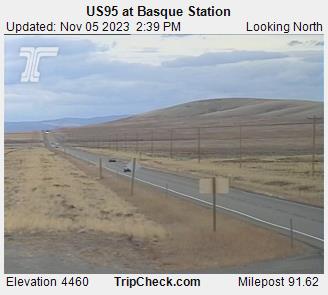 US95 at Basque Station
Updated: Nov 05 2023 2:39 PM Looking North
Elevation 4460 TripCheck.com Milepost 91.62